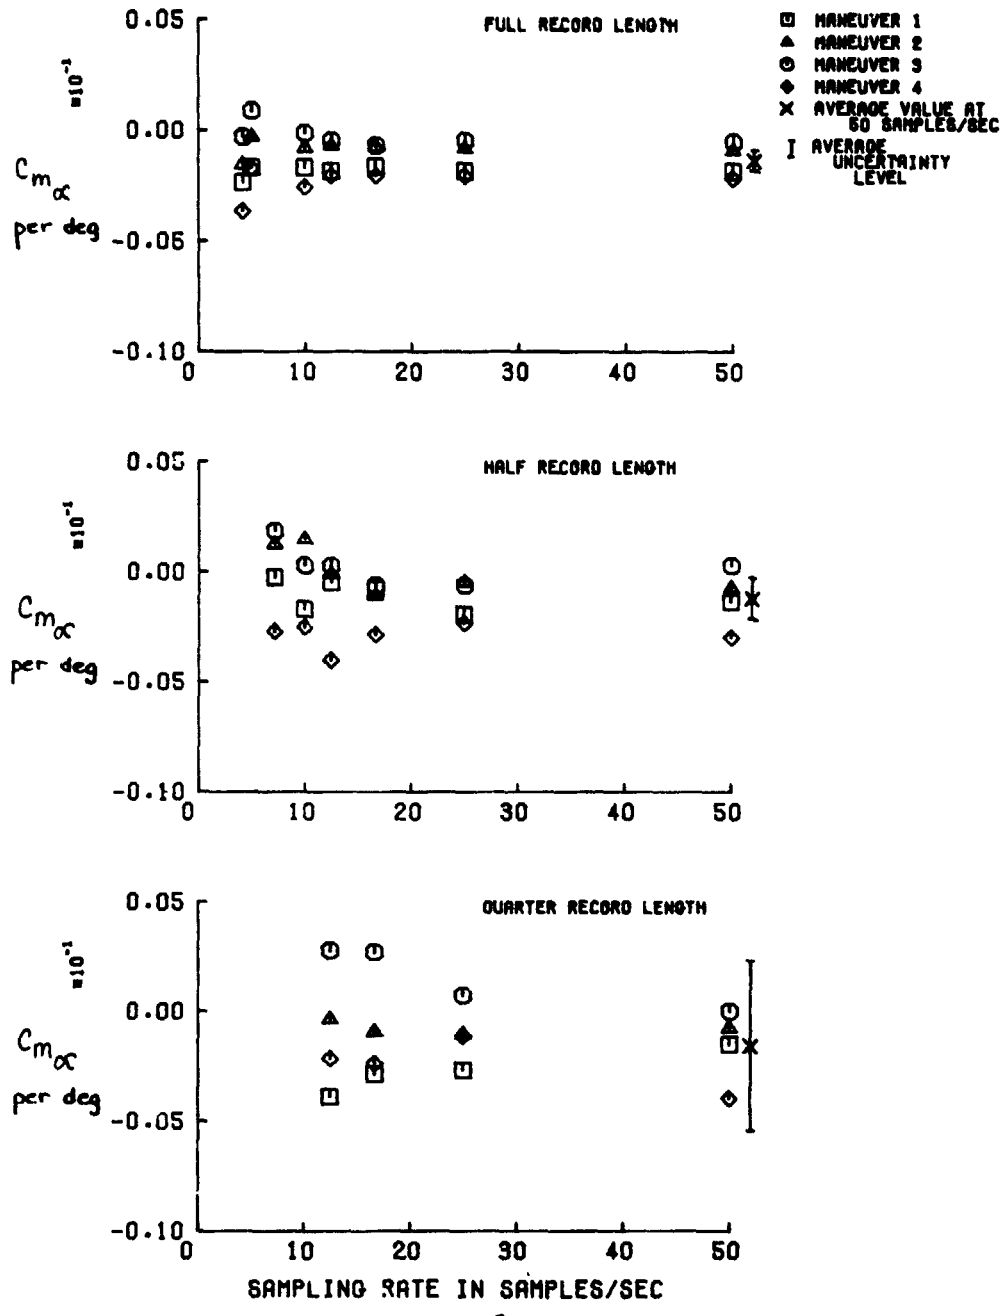 FULL RECORD LENGTH
MANEUVER 1
MANEUVER 2
MANEUVER 3
MANEUVER 4
AVERAGE VALUE AT
50 SAMPLES/SEC
AVERAGE
UNCERTAINTY
LEVEL
×10⁻¹
Cmα
per deg
0.05
0.00
-0.05
-0.10
0 10 20 30 40 50
HALF RECORD LENGTH
×10⁻¹
Cmα
per deg
0.05
0.00
-0.05
-0.10
0 10 20 30 40 50
QUARTER RECORD LENGTH
×10⁻¹
Cmα
per deg
0.05
0.00
-0.05
-0.10
0 10 20 30 40 50
SAMPLING RATE IN SAMPLES/SEC